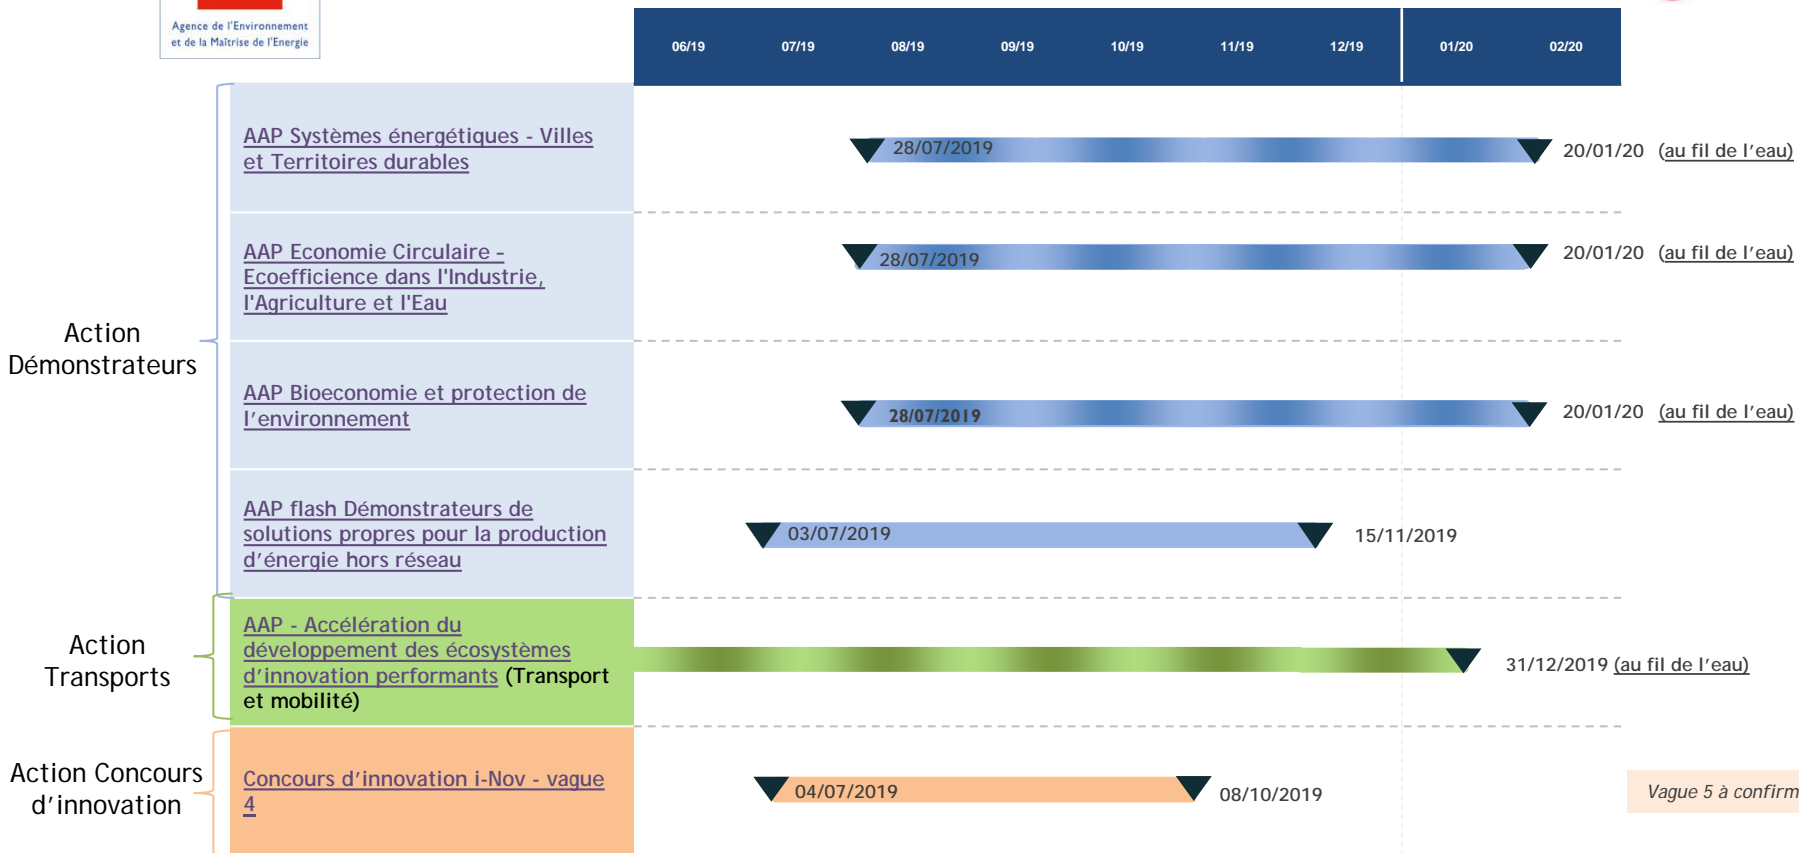 Agence de l'Environnement
et de la Maîtrise de l'Energie
06/19 07/19 08/19 09/19 10/19 11/19 12/19 01/20 02/20
Action
Démonstrateurs
AAP Systèmes énergétiques - Villes
et Territoires durables
28/07/2019
20/01/20 (au fil de l'eau)
AAP Economie Circulaire -
Ecoefficience dans l'Industrie,
l'Agriculture et l'Eau
28/07/2019
20/01/20 (au fil de l'eau)
AAP Bioeconomie et protection de
l'environnement
28/07/2019
20/01/20 (au fil de l'eau)
AAP flash Démonstrateurs de
solutions propres pour la production
d'énergie hors réseau
03/07/2019
15/11/2019
Action
Transports
AAP - Accélération du
développement des écosystèmes
d'innovation performants (Transport
et mobilité)
31/12/2019 (au fil de l'eau)
Action Concours
d'innovation
Concours d'innovation i-Nov - vague
4
04/07/2019
08/10/2019
Vague 5 à confirm